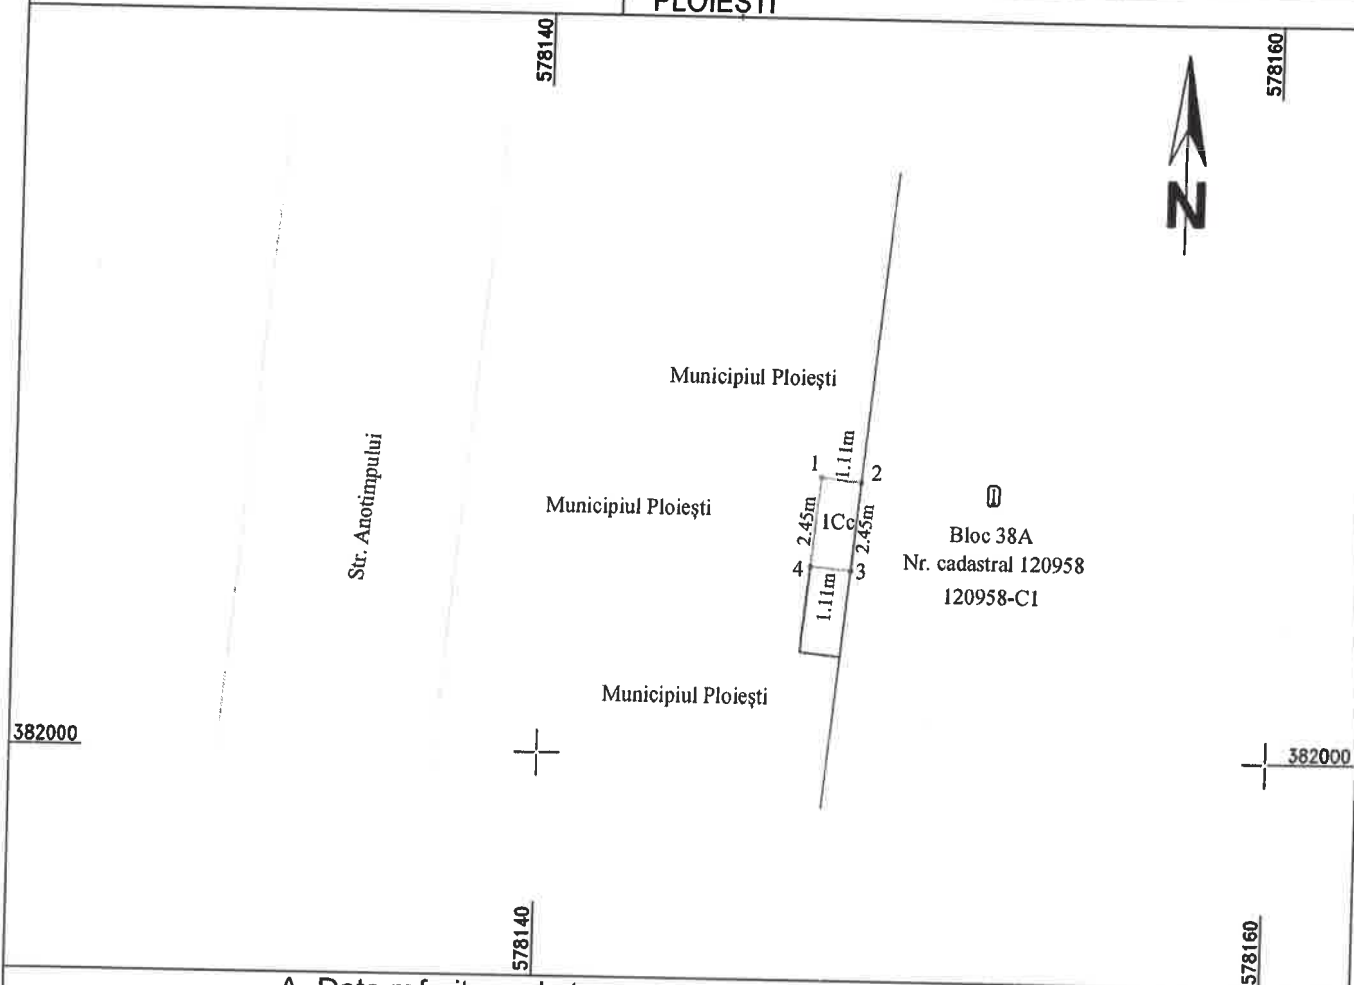 PLOIESTI
578140
578160
N
Municipiul Ploiești
Str. Anotimpului
1
1.11m
2
Municipiul Ploiești
2.45m
1Cc
2.45m
Bloc 38A
Nr. cadastral 120958
120958-C1
4
1.11m
3
Municipiul Ploiești
382000
382000
578140
578160